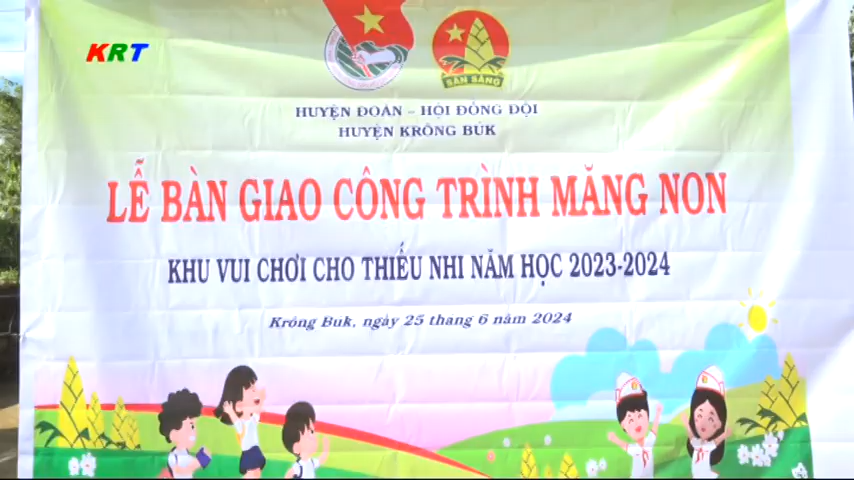 KRT
SẴN SÀNG
HUYỆN ĐOÀN - HỘI ĐỒNG ĐỘI
HUYỆN KRÔNG BÚK
LỄ BÀN GIAO CÔNG TRÌNH MĂNG NON
KHU VUI CHƠI CHO THIẾU NHI NĂM HỌC 2023-2024
Krông Buk, ngày 25 thang 6 năm 2024